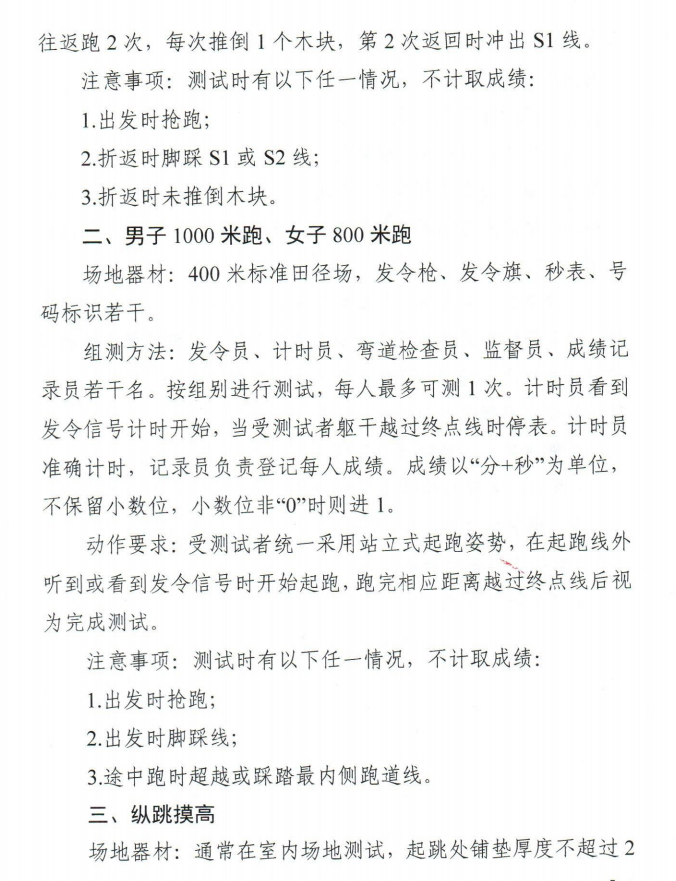 往返跑 2 次，每次推倒 1 个木块，第 2 次返回时冲出 S1 线。
注意事项：测试时有以下任一情况，不计取成绩：
1.出发时抢跑；
2.折返时脚踩 S1 或 S2 线；
3.折返时未推倒木块。
二、男子 1000 米跑、女子 800 米跑
场地器材：400 米标准田径场，发令枪、发令旗、秒表、号
码标识若干。
组测方法：发令员、计时员、弯道检查员、监督员、成绩记
录员若干名。按组别进行测试，每人最多可测 1 次。计时员看到
发令信号计时开始，当受测试者躯干越过终点线时停表。计时员
准确计时，记录员负责登记每人成绩。成绩以“分+秒”为单位，
不保留小数位，小数位非“0”时则进 1。
动作要求：受测试者统一采用站立式起跑姿势，在起跑线外
听到或看到发令信号时开始起跑，跑完相应距离越过终点线后视
为完成测试。
注意事项：测试时有以下任一情况，不计取成绩：
1.出发时抢跑；
2.出发时脚踩线；
3.途中跑时超越或踩踏最内侧跑道线。
三、纵跳摸高
场地器材：通常在室内场地测试，起跳处铺垫厚度不超过 2